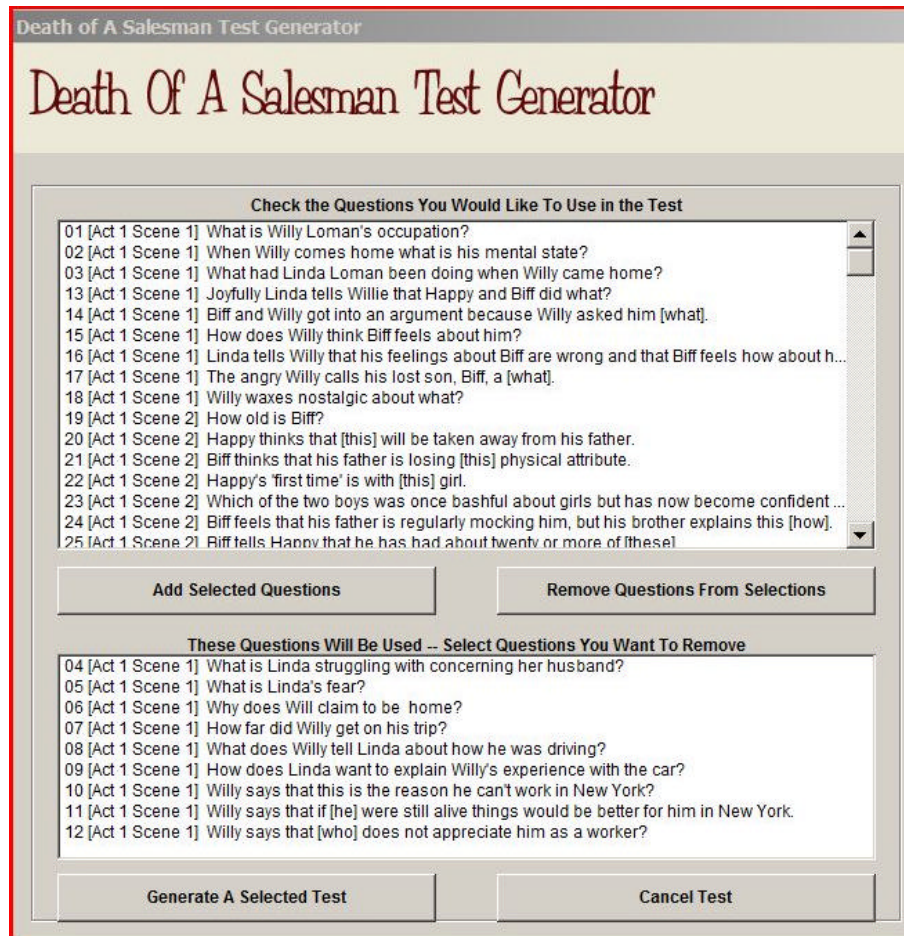 Death of A Salesman Test Generator
Death Of A Salesman Test Generator
Check the Questions You Would Like To Use in the Test
01 [Act 1 Scene 1] What is Willy Loman's occupation?
02 [Act 1 Scene 1] When Willy comes home what is his mental state?
03 [Act 1 Scene 1] What had Linda Loman been doing when Willy came home?
13 [Act 1 Scene 1] Joyfully Linda tells Willie that Happy and Biff did what?
14 [Act 1 Scene 1] Biff and Willy got into an argument because Willy asked him [what].
15 [Act 1 Scene 1] How does Willy think Biff feels about him?
16 [Act 1 Scene 1] Linda tells Willy that his feelings about Biff are wrong and that Biff feels how about h...
17 [Act 1 Scene 1] The angry Willy calls his lost son, Biff, a [what].
18 [Act 1 Scene 1] Willy waxes nostalgic about what?
19 [Act 1 Scene 2] How old is Biff?
20 [Act 1 Scene 2] Happy thinks that [this] will be taken away from his father.
21 [Act 1 Scene 2] Biff thinks that his father is losing [this] physical attribute.
22 [Act 1 Scene 2] Happy's 'first time' is with [this] girl.
23 [Act 1 Scene 2] Which of the two boys was once bashful about girls but has now become confident ...
24 [Act 1 Scene 2] Biff feels that his father is regularly mocking him, but his brother explains this [how].
25 [Act 1 Scene 2] Biff tells Happy that he has had about twenty or more of [these]
Add Selected Questions
Remove Questions From Selections
These Questions Will Be Used -- Select Questions You Want To Remove
04 [Act 1 Scene 1] What is Linda struggling with concerning her husband?
05 [Act 1 Scene 1] What is Linda's fear?
06 [Act 1 Scene 1] Why does Will claim to be  home?
07 [Act 1 Scene 1] How far did Willy get on his trip?
08 [Act 1 Scene 1] What does Willy tell Linda about how he was driving?
09 [Act 1 Scene 1] How does Linda want to explain Willy's experience with the car?
10 [Act 1 Scene 1] Willy says that this is the reason he can't work in New York?
11 [Act 1 Scene 1] Willy says that if [he] were still alive things would be better for him in New York.
12 [Act 1 Scene 1] Willy says that [who] does not appreciate him as a worker?
Generate A Selected Test
Cancel Test